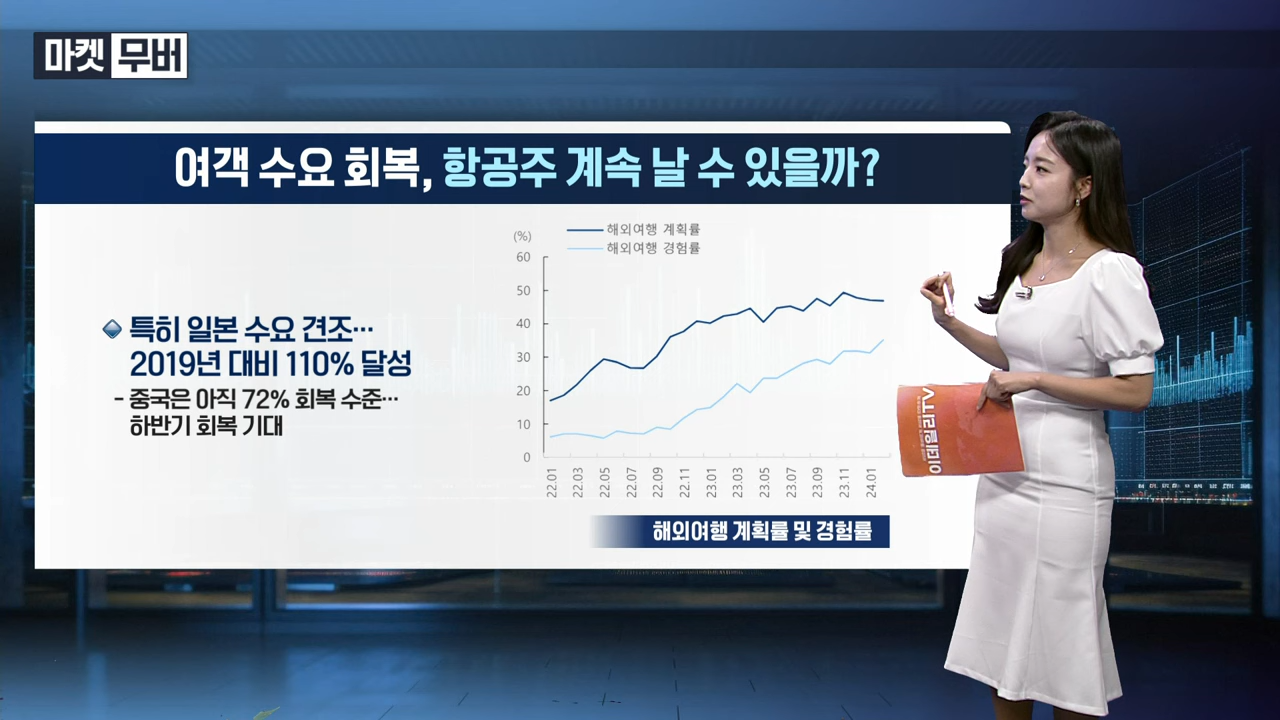 마켓무버
여객 수요 회복, 항공주 계속 날 수 있을까?
특히 일본 수요 견조…
2019년 대비 110% 달성
- 중국은 아직 72% 회복 수준…
하반기 회복 기대
(%)
해외여행 계획률
해외여행 경험률
60
50
40
30
20
10
0
22.01 22.03 22.05 22.07 22.09 22.11 23.01 23.03 23.05 23.07 23.09 23.11 24.01
해외여행 계획률 및 경험률
이데일리TV